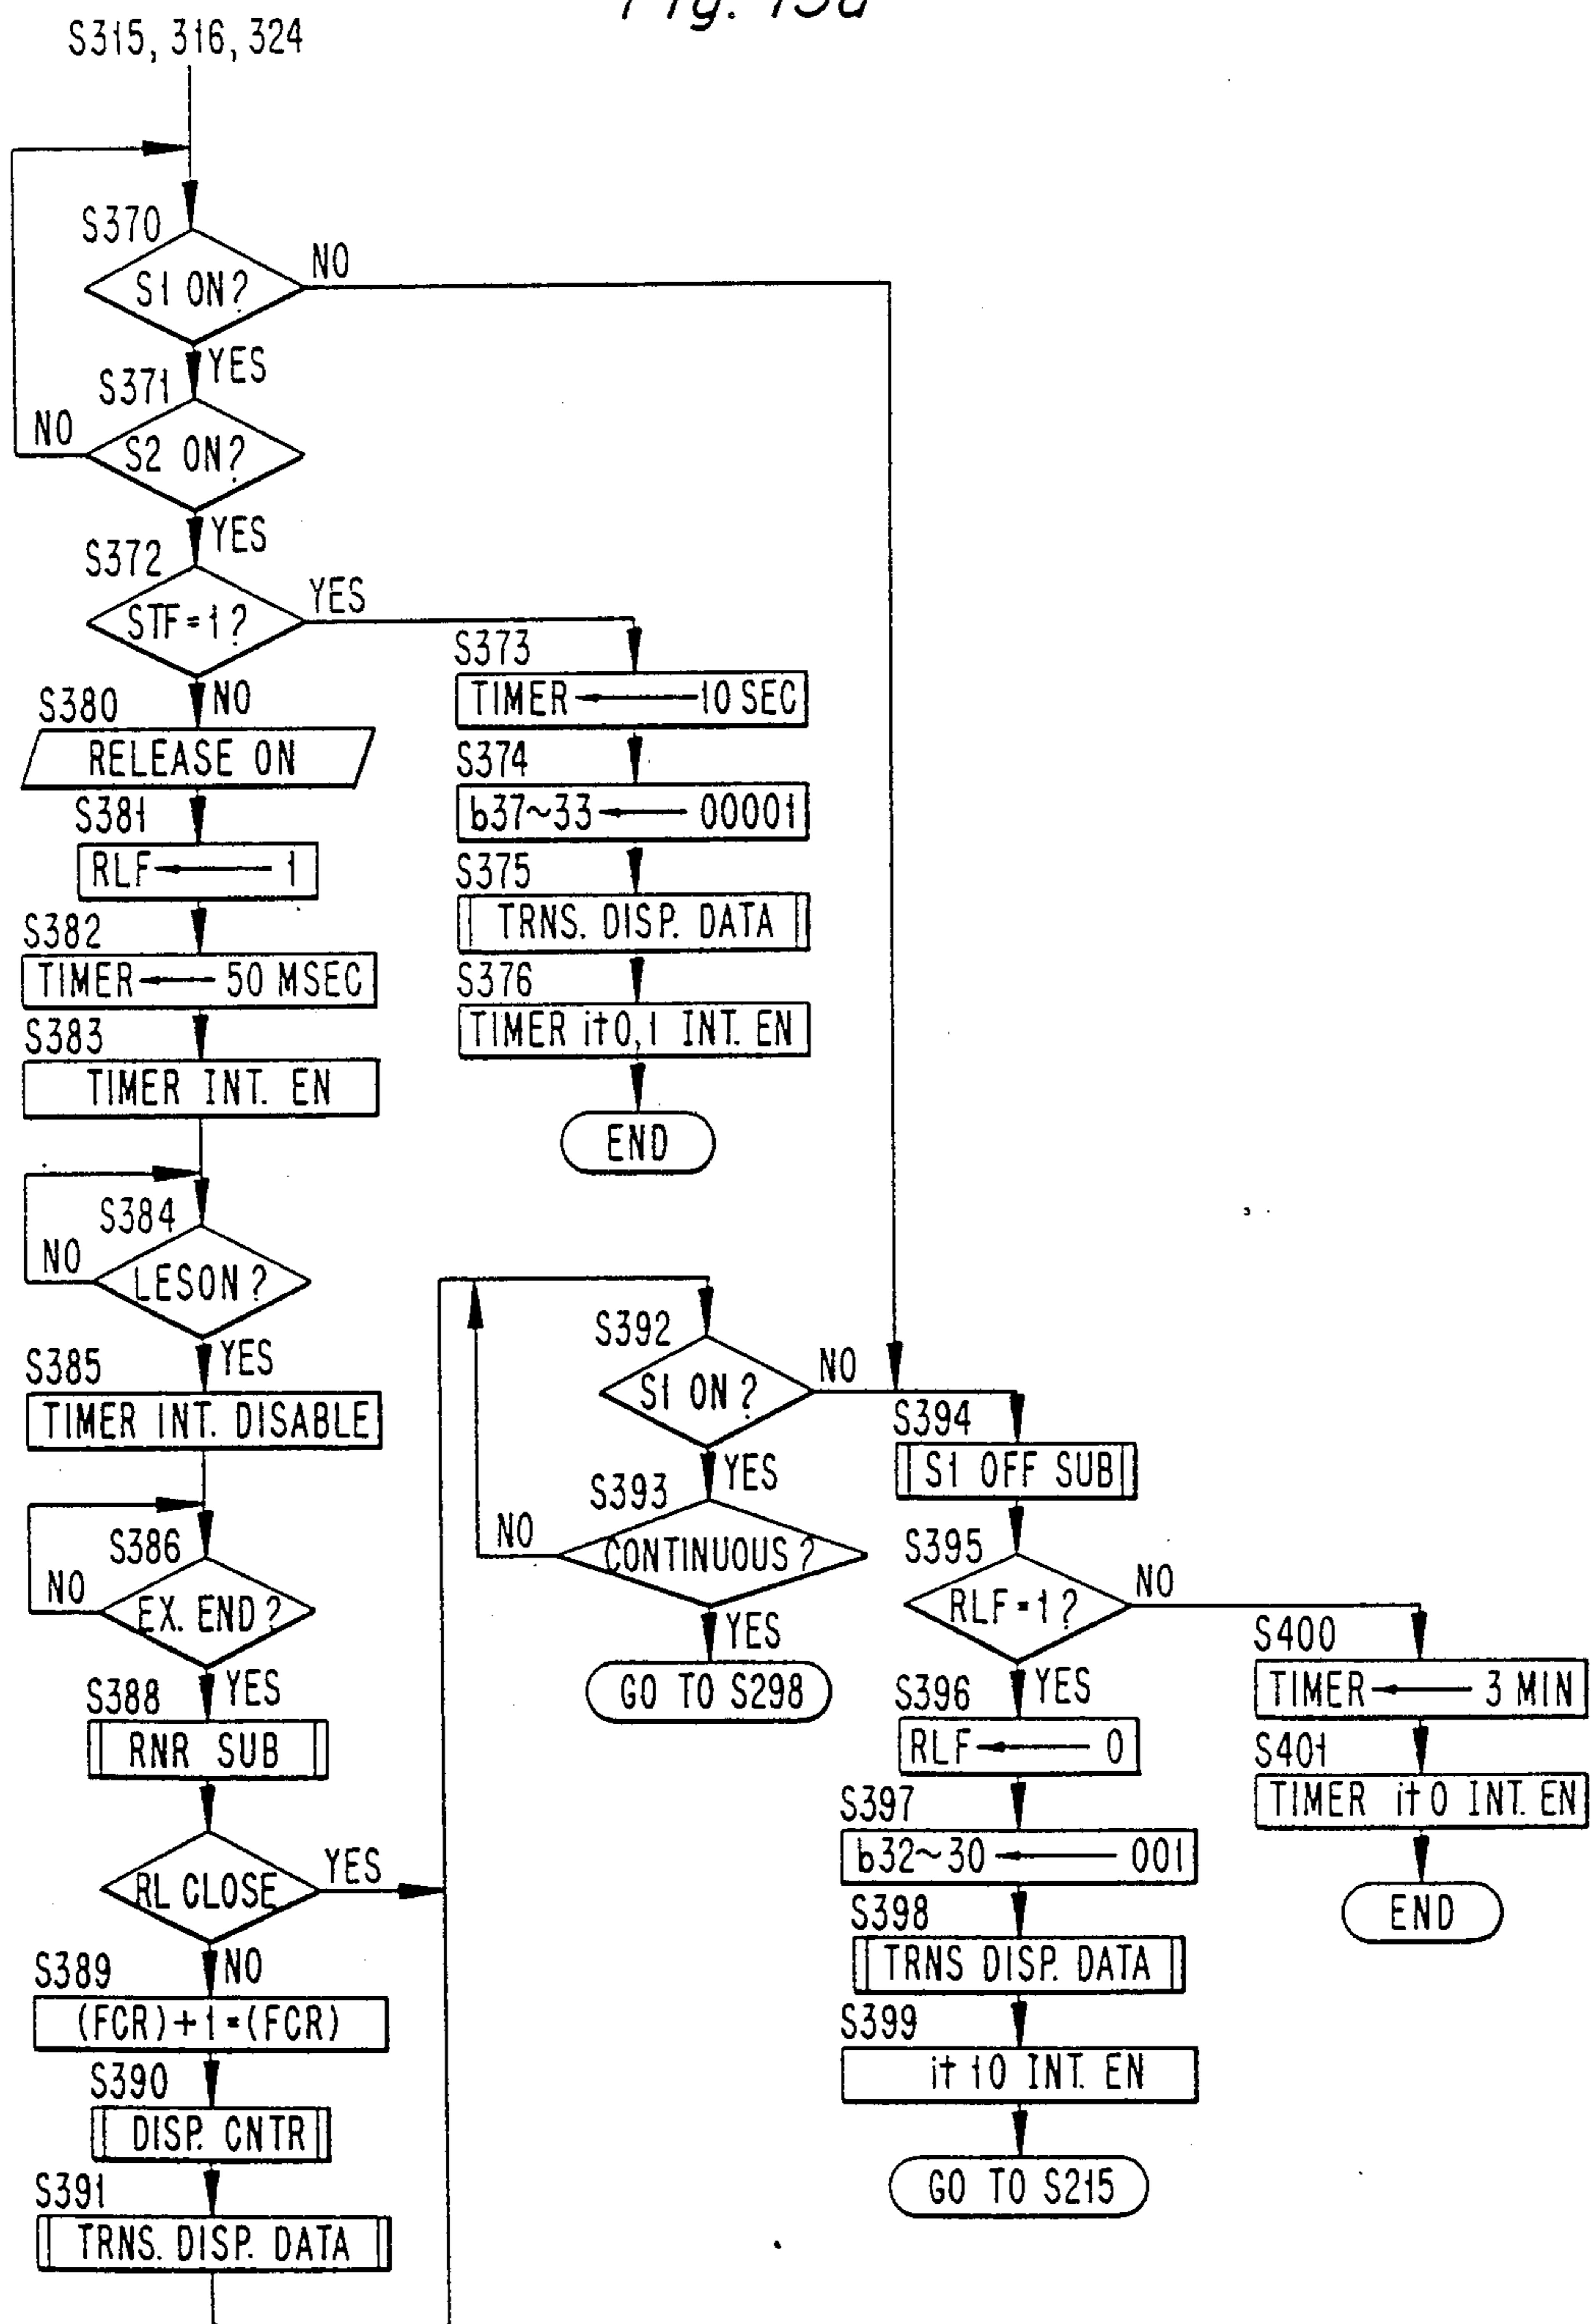 Fig. 15a
S315, 316, 324
S370
S1 ON?
NO
YES
S371
S2 ON?
NO
YES
S372
STF=1?
YES
NO
S373
TIMER ← 10 SEC
S374
b37~33 ← 00001
S375
TRNS. DISP. DATA
S376
TIMER it0,1 INT. EN
END
S380
RELEASE ON
S381
RLF ← 1
S382
TIMER ← 50 MSEC
S383
TIMER INT. EN
S384
LESON?
NO
YES
S385
TIMER INT. DISABLE
S386
EX. END?
NO
YES
S388
RNR SUB
RL CLOSE
YES
NO
S389
(FCR)+1=(FCR)
S390
DISP. CNTR
S391
TRNS. DISP. DATA
S392
S1 ON?
NO
YES
S393
CONTINUOUS?
NO
YES
GO TO S298
S394
S1 OFF SUB
S395
RLF=1?
NO
YES
S396
RLF ← 0
S397
b32~30 ← 001
S398
TRNS DISP. DATA
S399
it 10 INT. EN
GO TO S215
S400
TIMER ← 3 MIN
S401
TIMER it 0 INT. EN
END